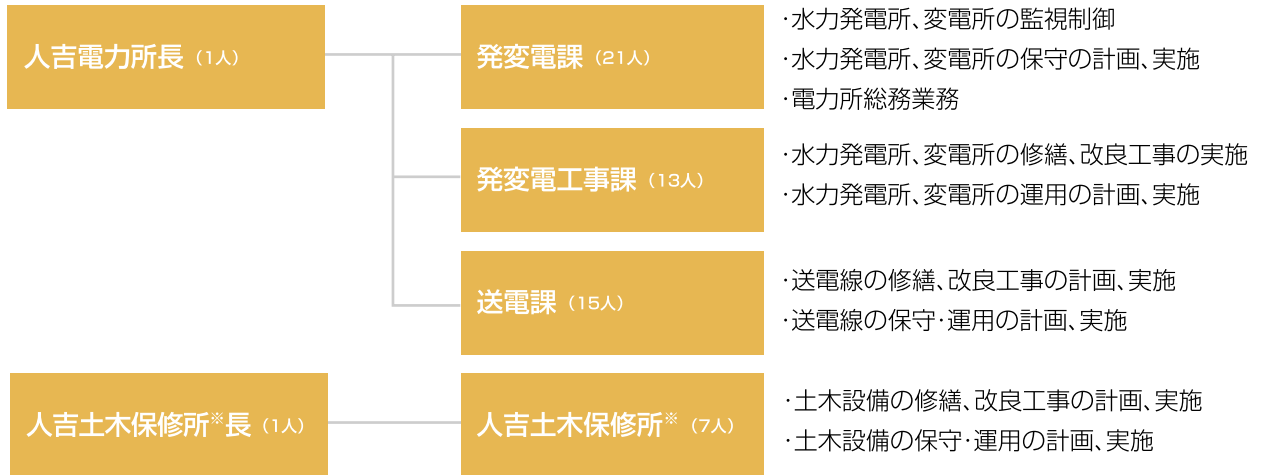 人吉電力所長（1人）
発変電課（21人）
・水力発電所、変電所の監視制御
・水力発電所、変電所の保守の計画、実施
・電力所総務業務
発変電工事課（13人）
・水力発電所、変電所の修繕、改良工事の実施
・水力発電所、変電所の運用の計画、実施
送電課（15人）
・送電線の修繕、改良工事の計画、実施
・送電線の保守・運用の計画、実施
人吉土木保修所※長（1人）
人吉土木保修所※（7人）
・土木設備の修繕、改良工事の計画、実施
・土木設備の保守・運用の計画、実施